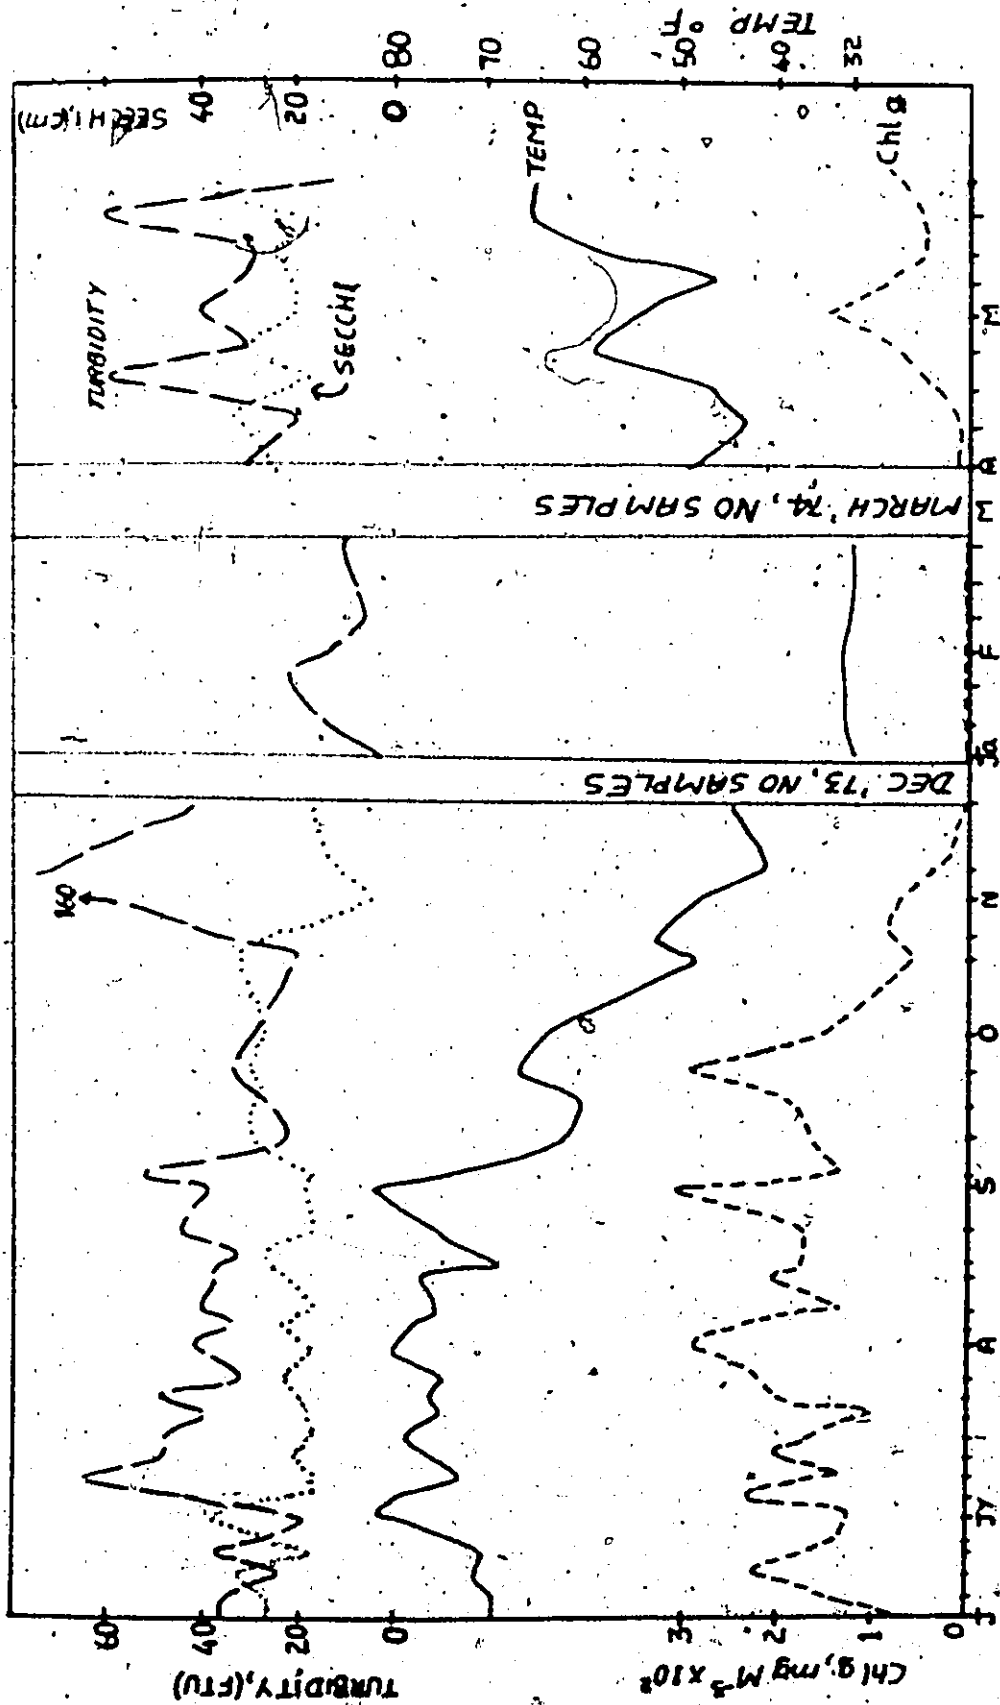 TURBIDITY, (FTU)
60
40
20
0
Chl a, mg M⁻³ x 10²
3
2
1
0
160
DEC '73, NO SAMPLES
MARCH '74, NO SAMPLES
TURBIDITY
SECCHI
TEMP
Chl a
SECCHI, (cm)
40
20
0
TEMP °F
80
70
60
50
40
32
J
JY
A
S
O
N
Ja
F
M
A
M